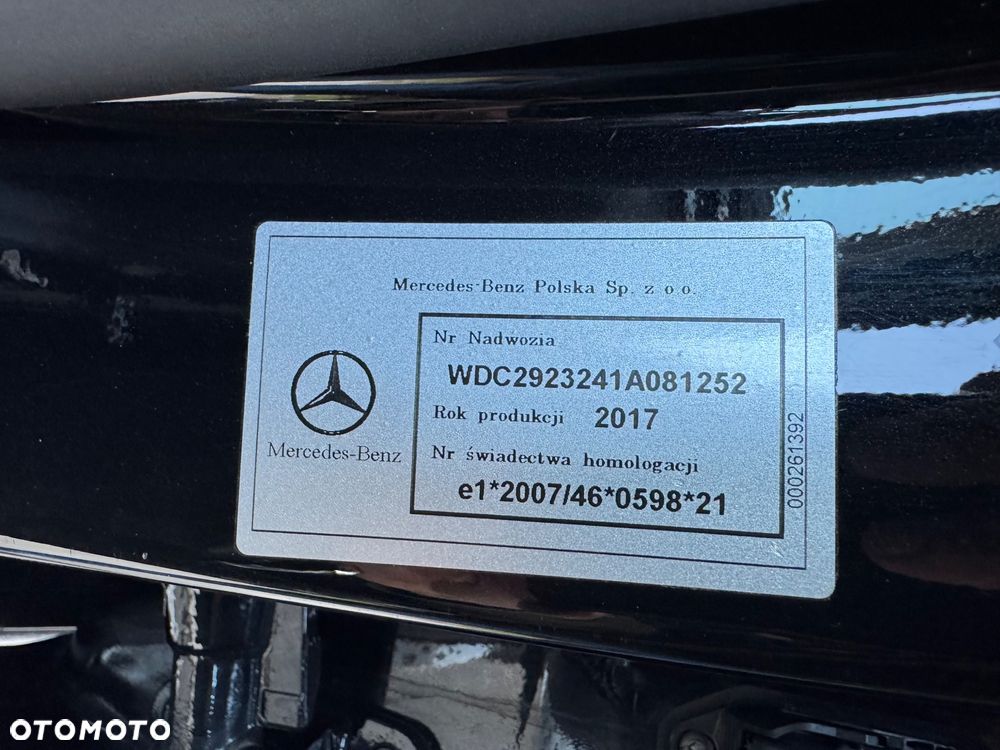 Mercedes-Benz Polska Sp. z o o.
Nr Nadwozia
WDC2923241A081252
Rok produkcji 2017
Nr świadectwa homologacji
e1*2007/46*0598*21
Mercedes-Benz
000261392
OTOMOTO